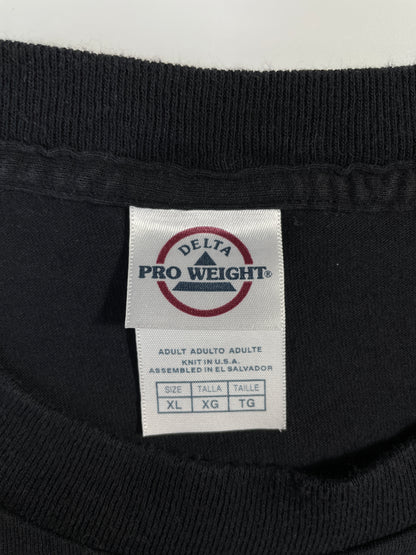 DELTA
PRO WEIGHT®
ADULT ADULTO ADULTE
KNIT IN U.S.A.
ASSEMBLED IN EL SALVADOR
SIZE TALLA TAILLE
XL XG TG